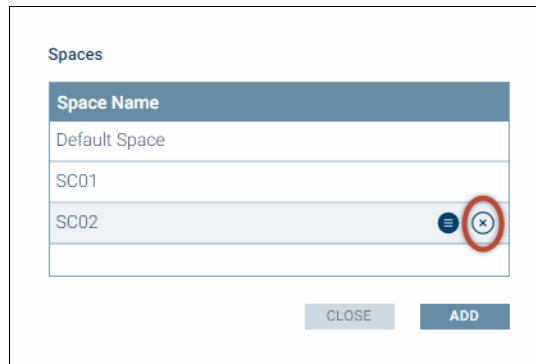 Spaces
Space Name
Default Space
SC01
SC02
CLOSE ADD